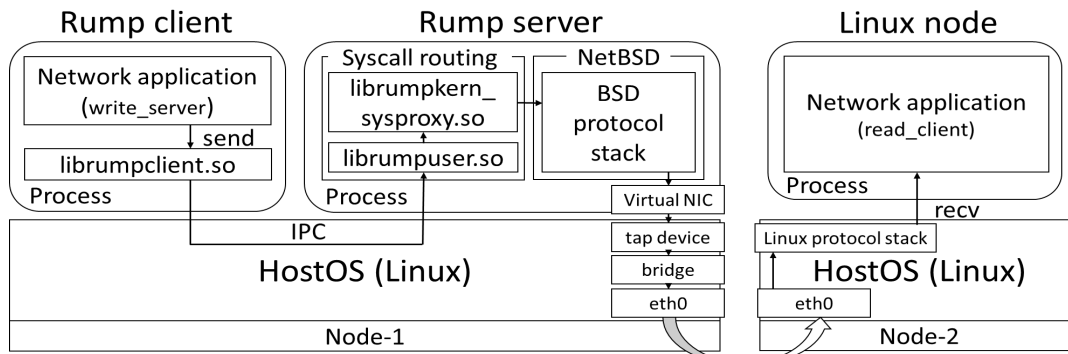 Rump client
Network application
(write_server)
send
librumpclient.so
Process
Rump server
Syscall routing
librumpkern_
sysproxy.so
librumpuser.so
Process
NetBSD
BSD
protocol
stack
Virtual NIC
Linux node
Network application
(read_client)
Process
recv
IPC
HostOS (Linux)
tap device
bridge
eth0
Node-1
Linux protocol stack
HostOS (Linux)
eth0
Node-2